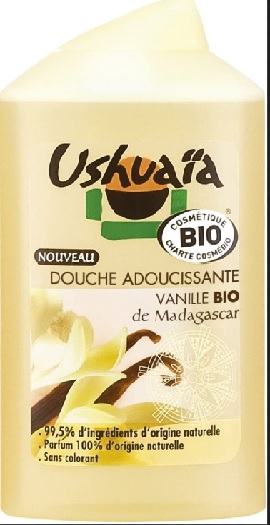 Ushuaïa
COSMÉTIQUE
BIO
CHARTE COSMÉBIO
NOUVEAU
DOUCHE ADOUCISSANTE
VANILLE BIO
de Madagascar
. 99,5% d'ingrédients d'origine naturelle
. Parfum 100% d'origine naturelle
. Sans colorant